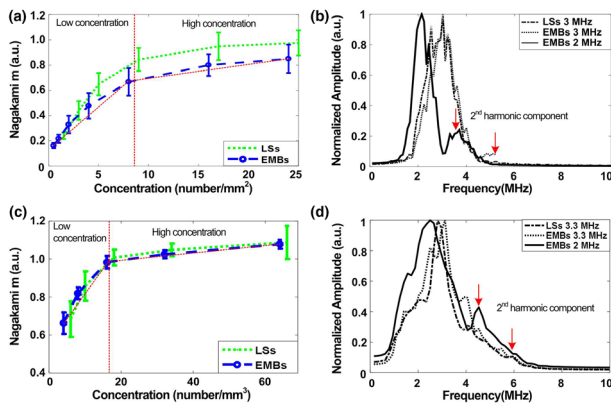 (a)
Low concentration
High concentration
Nagakami m (a.u.)
1.2
1.0
0.8
0.6
0.4
0.2
0
LSs
EMBs
0
5
10
15
20
25
Concentration (number/mm²)
(b)
Normalized Amplitude (a.u.)
1
0.8
0.6
0.4
0.2
0
LSs 3 MHz
EMBs 3 MHz
EMBs 2 MHz
2nd harmonic component
0
2
4
6
8
10
Frequency(MHz)
(c)
Low
concentration
High concentration
Nagakami m (a.u.)
1.4
1.2
1.0
0.8
0.6
0.4
0.2
LSs
EMBs
0
20
40
60
Concentration (number/mm³)
(d)
Normalized Amplitude (a.u.)
1
0.8
0.6
0.4
0.2
0
LSs 3.3 MHz
EMBs 3.3 MHz
EMBs 2 MHz
2nd harmonic component
0
2
4
6
8
10
Frequency(MHz)